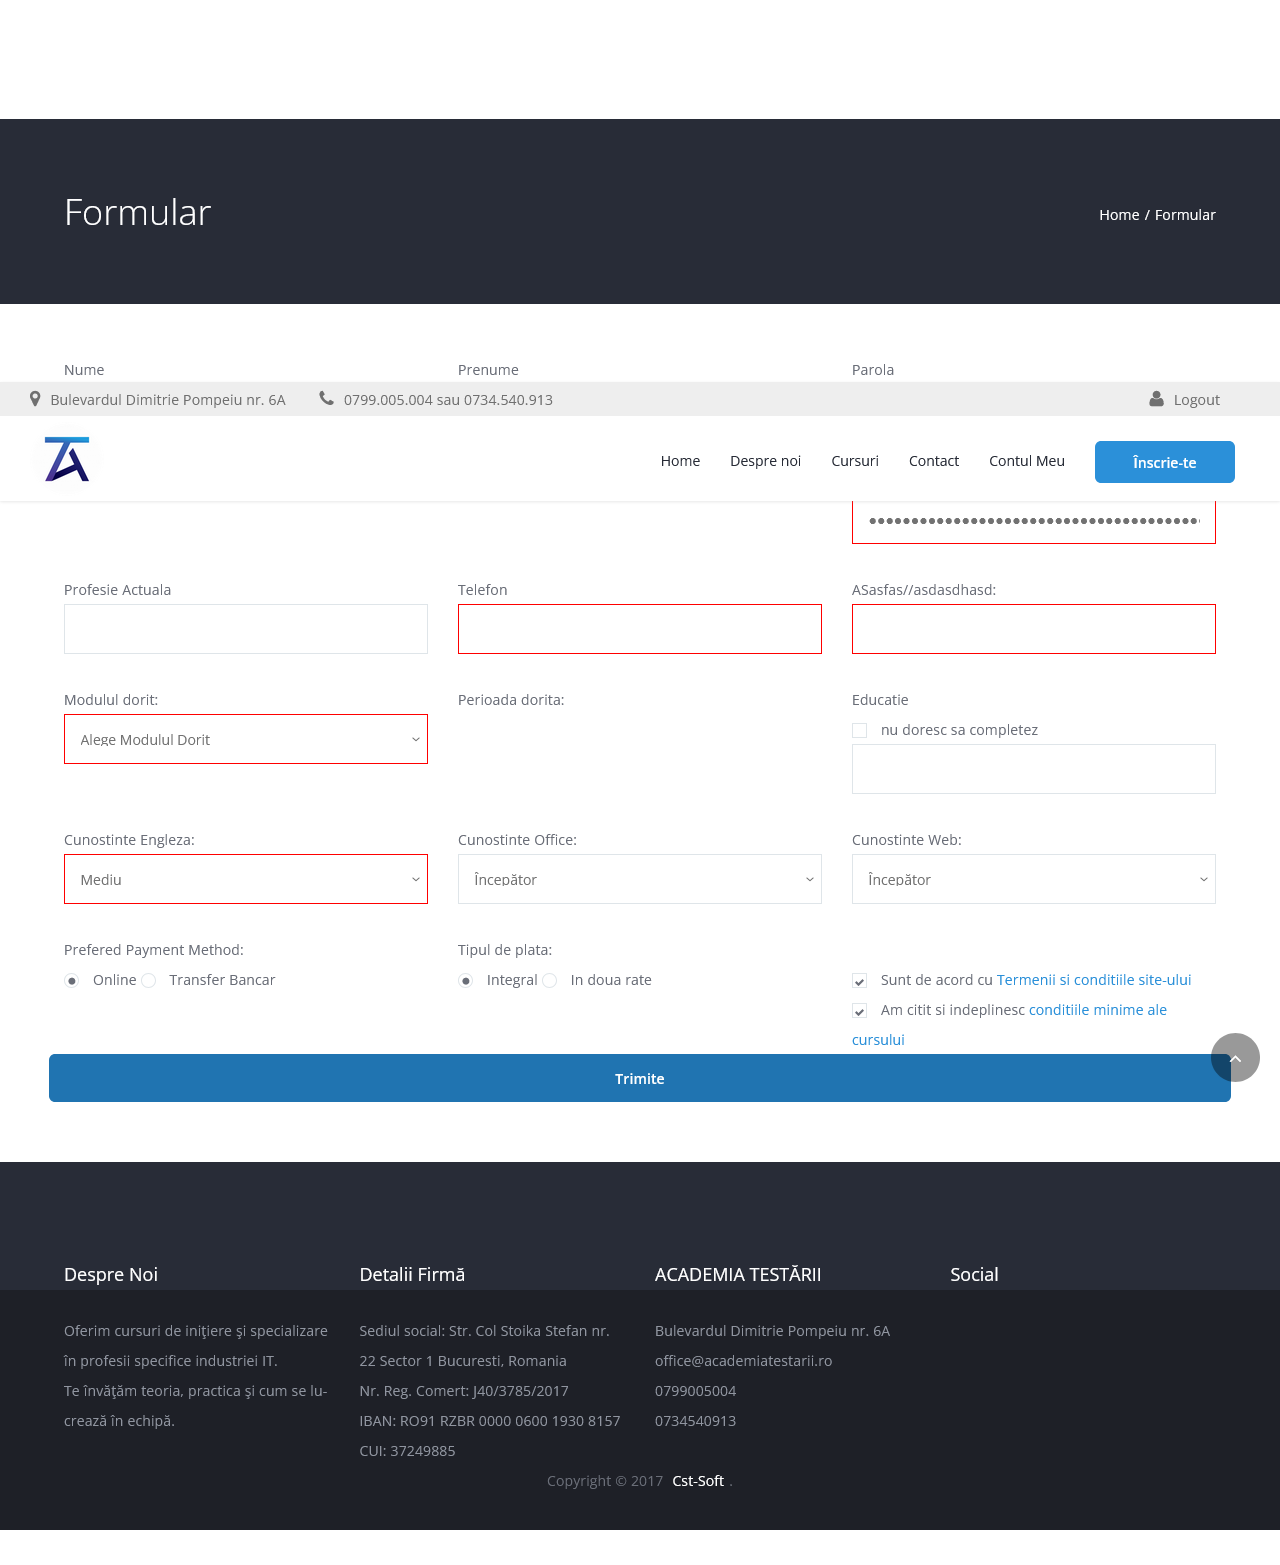 Formular
Home / Formular
Nume
Prenume
Parola
Bulevardul Dimitrie Pompeiu nr. 6A
0799.005.004 sau 0734.540.913
Logout
Home
Despre noi
Cursuri
Contact
Contul Meu
Înscrie-te
Profesie Actuala
Telefon
ASasfas//asdasdhasd:
Modulul dorit:
Perioada dorita:
Educatie
Alege Modulul Dorit
nu doresc sa completez
Cunostinte Engleza:
Cunostinte Office:
Cunostinte Web:
Mediu
Începător
Începător
Prefered Payment Method:
Tipul de plata:
Online
Transfer Bancar
Integral
In doua rate
Sunt de acord cu Termenii si conditiile site-ului
Am citit si indeplinesc conditiile minime ale
cursului
Trimite
Despre Noi
Oferim cursuri de inițiere și specializare
în profesii specifice industriei IT.
Te învățăm teoria, practica și cum se lu-
crează în echipă.
Detalii Firmă
Sediul social: Str. Col Stoika Stefan nr.
22 Sector 1 Bucuresti, Romania
Nr. Reg. Comert: J40/3785/2017
IBAN: RO91 RZBR 0000 0600 1930 8157
CUI: 37249885
ACADEMIA TESTĂRII
Bulevardul Dimitrie Pompeiu nr. 6A
office@academiatestarii.ro
0799005004
0734540913
Social
Copyright © 2017 Cst-Soft .